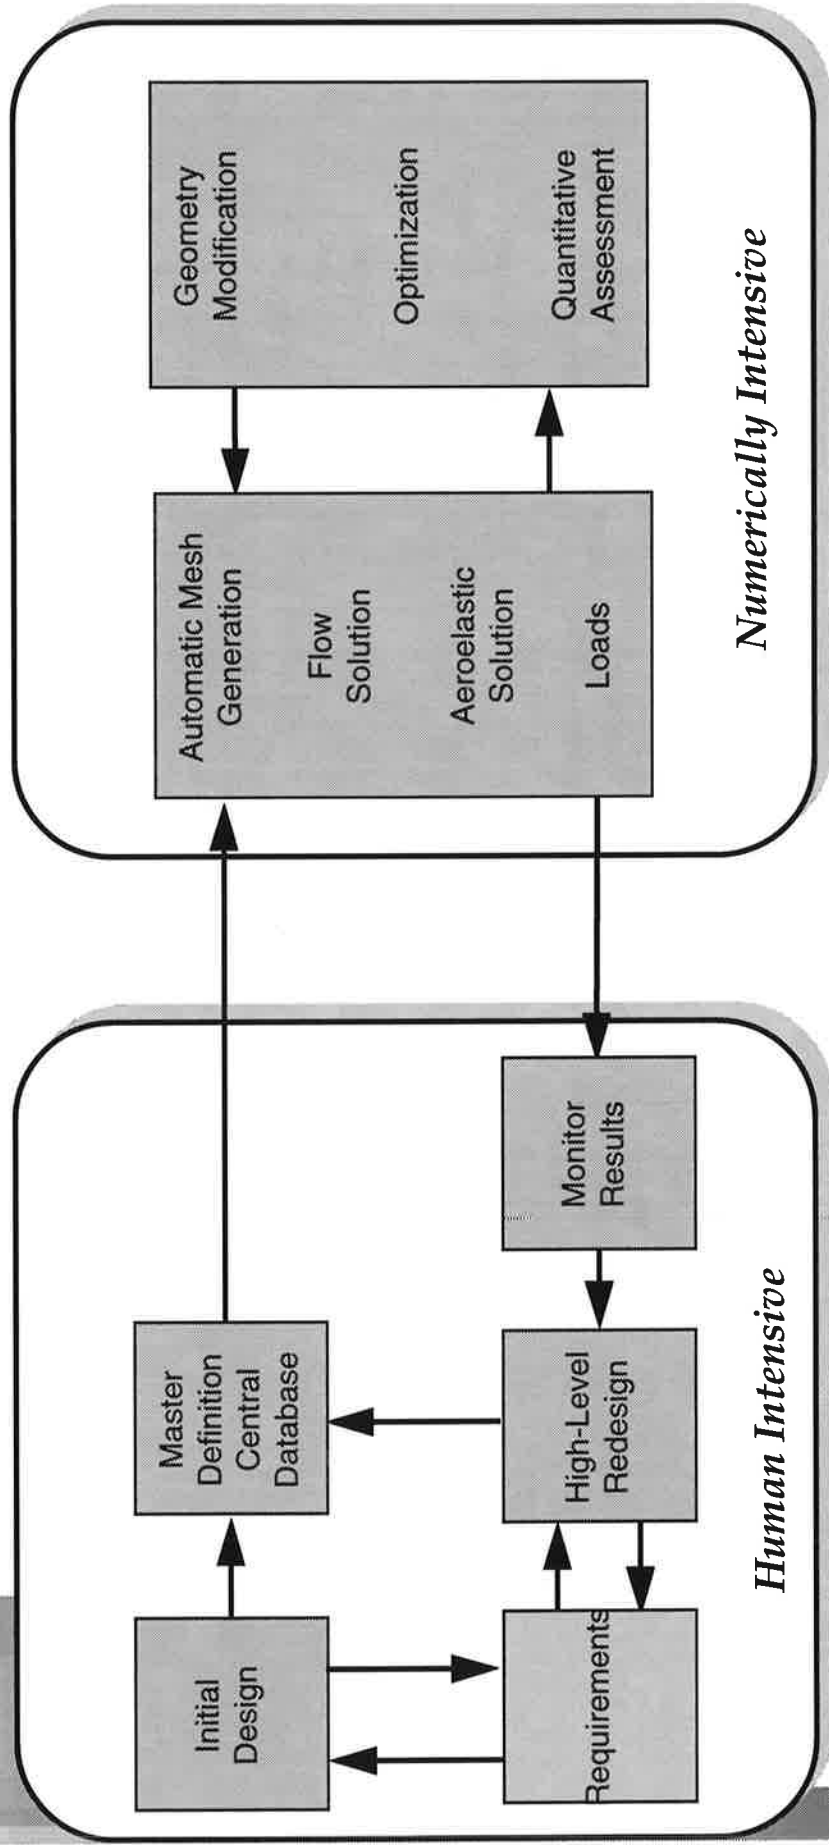 Initial
Design
Master
Definition
Central
Database
Requirements
High-Level
Redesign
Monitor
Results
Human Intensive
Automatic Mesh
Generation
Flow
Solution
Aeroelastic
Solution
Loads
Geometry
Modification
Optimization
Quantitative
Assessment
Numerically Intensive